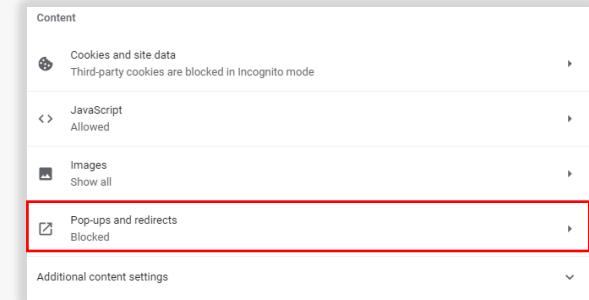 Content
Cookies and site data
Third-party cookies are blocked in Incognito mode
JavaScript
Allowed
Images
Show all
Pop-ups and redirects
Blocked
Additional content settings